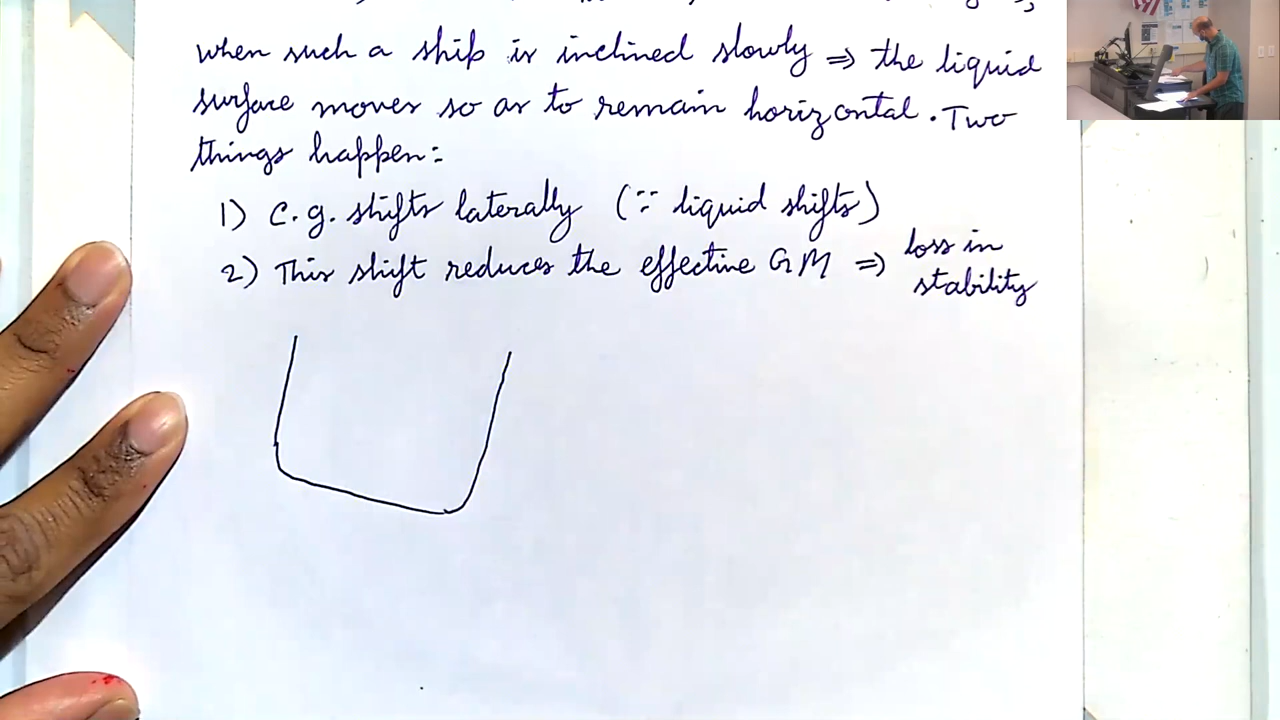 when such a ship is inclined slowly ⇒ the liquid
surface moves so as to remain horizontal. Two
things happen:
1) C.g. shifts laterally (∵ liquid shifts)
2) This shift reduces the effective GM ⇒ loss in
stability